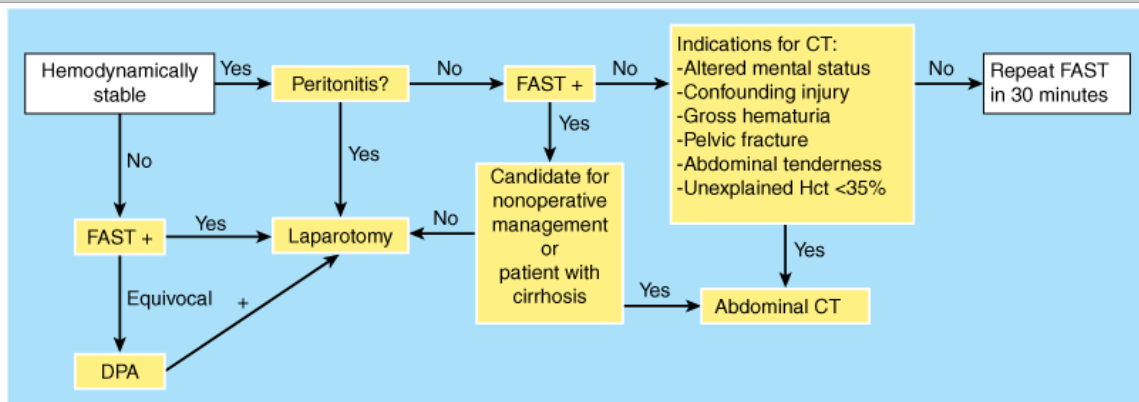 Hemodynamically
stable
Yes
Peritonitis?
No
FAST +
No
Indications for CT:
-Altered mental status
-Confounding injury
-Gross hematuria
-Pelvic fracture
-Abdominal tenderness
-Unexplained Hct <35%
No
Repeat FAST
in 30 minutes
No
Yes
Yes
Candidate for
nonoperative
management
or
patient with
cirrhosis
FAST +
Yes
Laparotomy
No
Yes
Equivocal
+
Yes
Abdominal CT
DPA